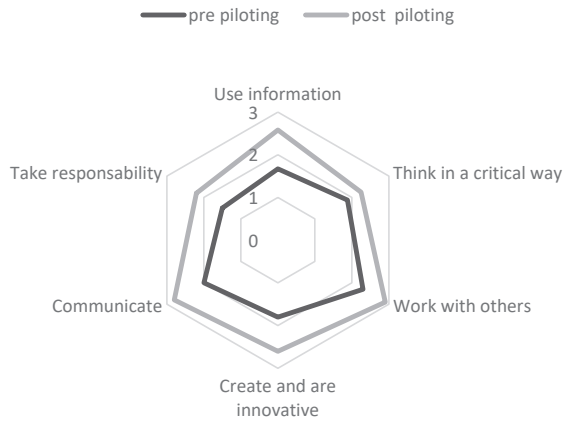 pre piloting
post piloting
Use information
3
Take responsability
2
Think in a critical way
1
0
Communicate
Work with others
Create and are
innovative